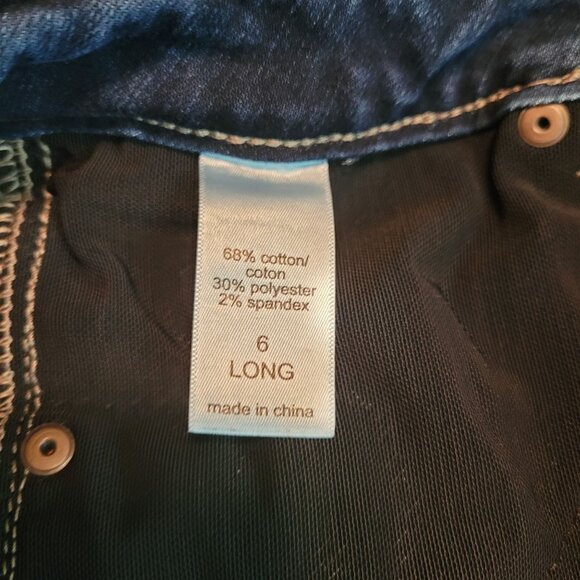 68% cotton/
coton
30% polyester
2% spandex
6
LONG
made in china